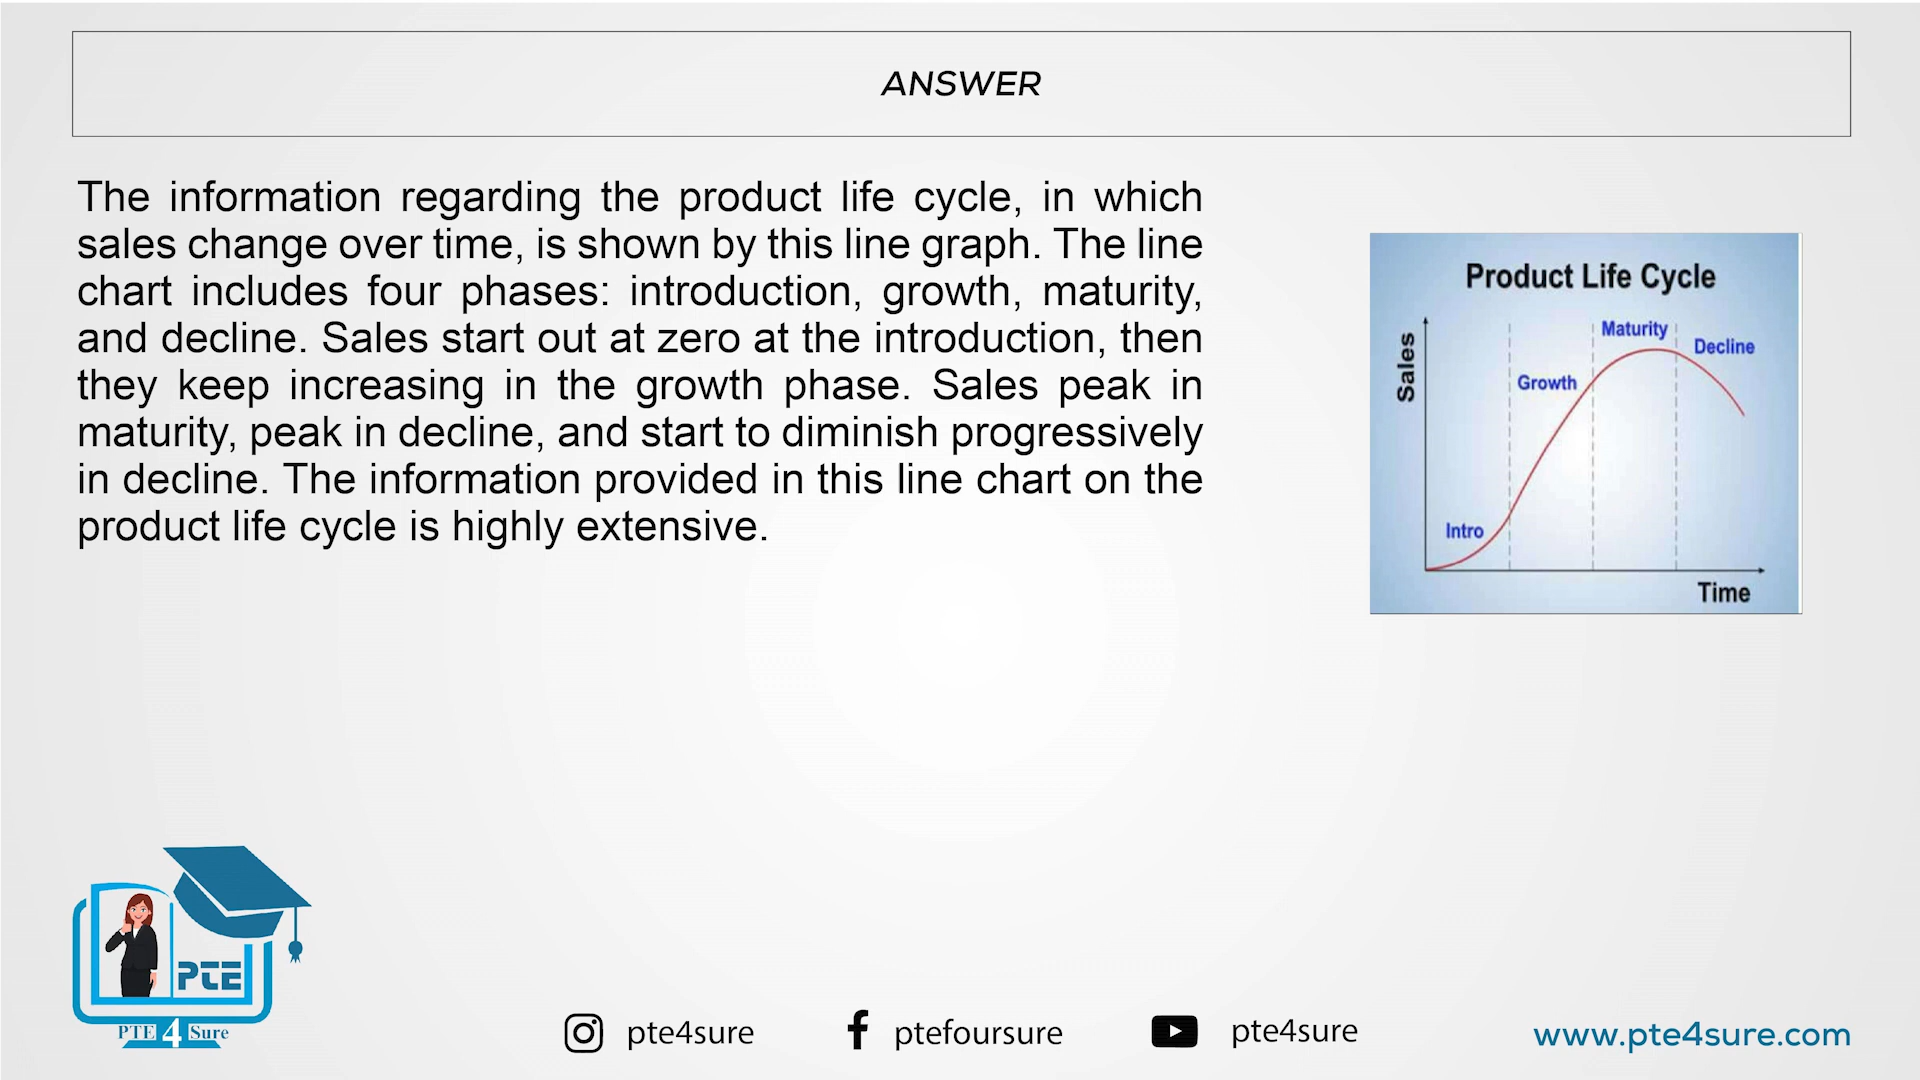 ANSWER
The information regarding the product life cycle, in which
sales change over time, is shown by this line graph. The line
chart includes four phases: introduction, growth, maturity,
and decline. Sales start out at zero at the introduction, then
they keep increasing in the growth phase. Sales peak in
maturity, peak in decline, and start to diminish progressively
in decline. The information provided in this line chart on the
product life cycle is highly extensive.
Product Life Cycle
Sales
Maturity
Decline
Growth
Intro
Time
PTE
PTE 4 Sure
pte4sure
ptefoursure
pte4sure
www.pte4sure.com